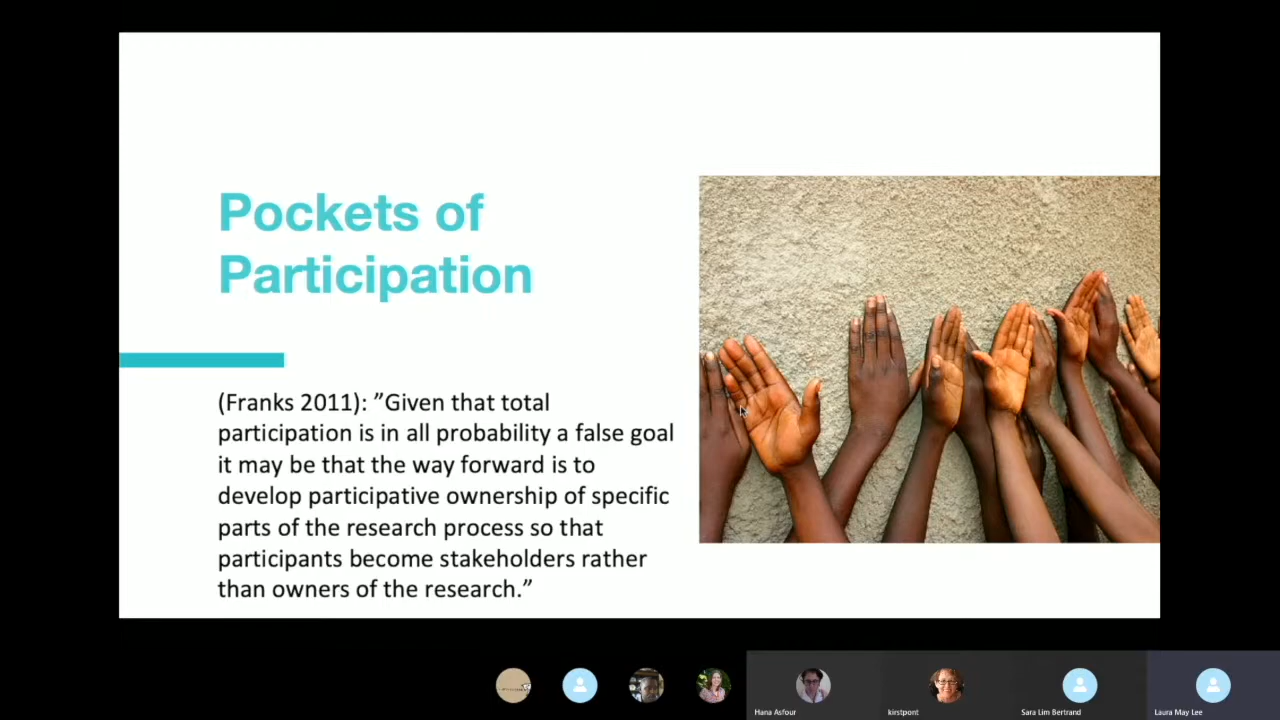 Pockets of
Participation
(Franks 2011): ”Given that total
participation is in all probability a false goal
it may be that the way forward is to
develop participative ownership of specific
parts of the research process so that
participants become stakeholders rather
than owners of the research.”
Hana Asfour
kirstpont
Sara Lim Bertrand
Laura May Lee